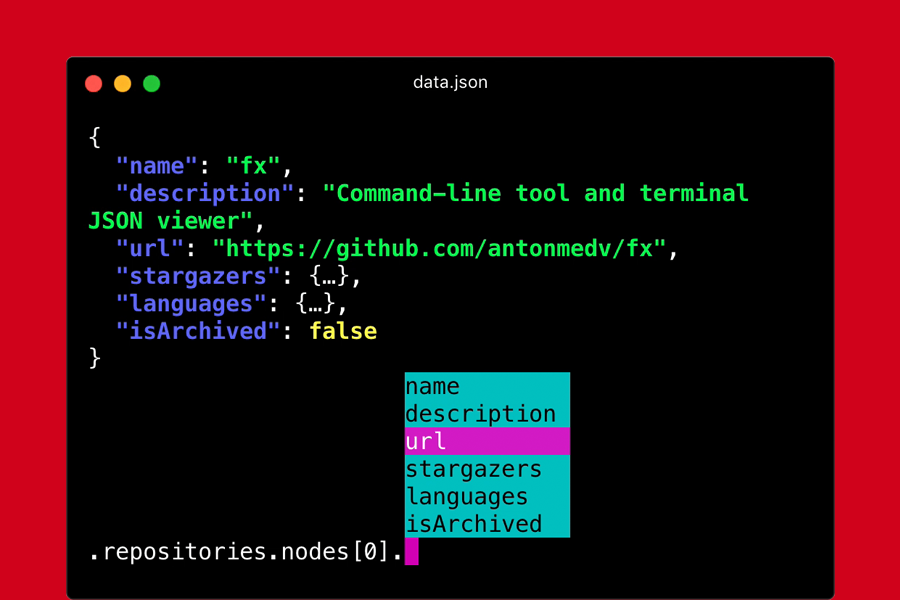 data.json
{
"name": "fx",
"description": "Command-line tool and terminal
JSON viewer",
"url": "https://github.com/antonmedv/fx",
"stargazers": {…},
"languages": {…},
"isArchived": false
}
name
description
url
stargazers
languages
isArchived
.repositories.nodes[0].